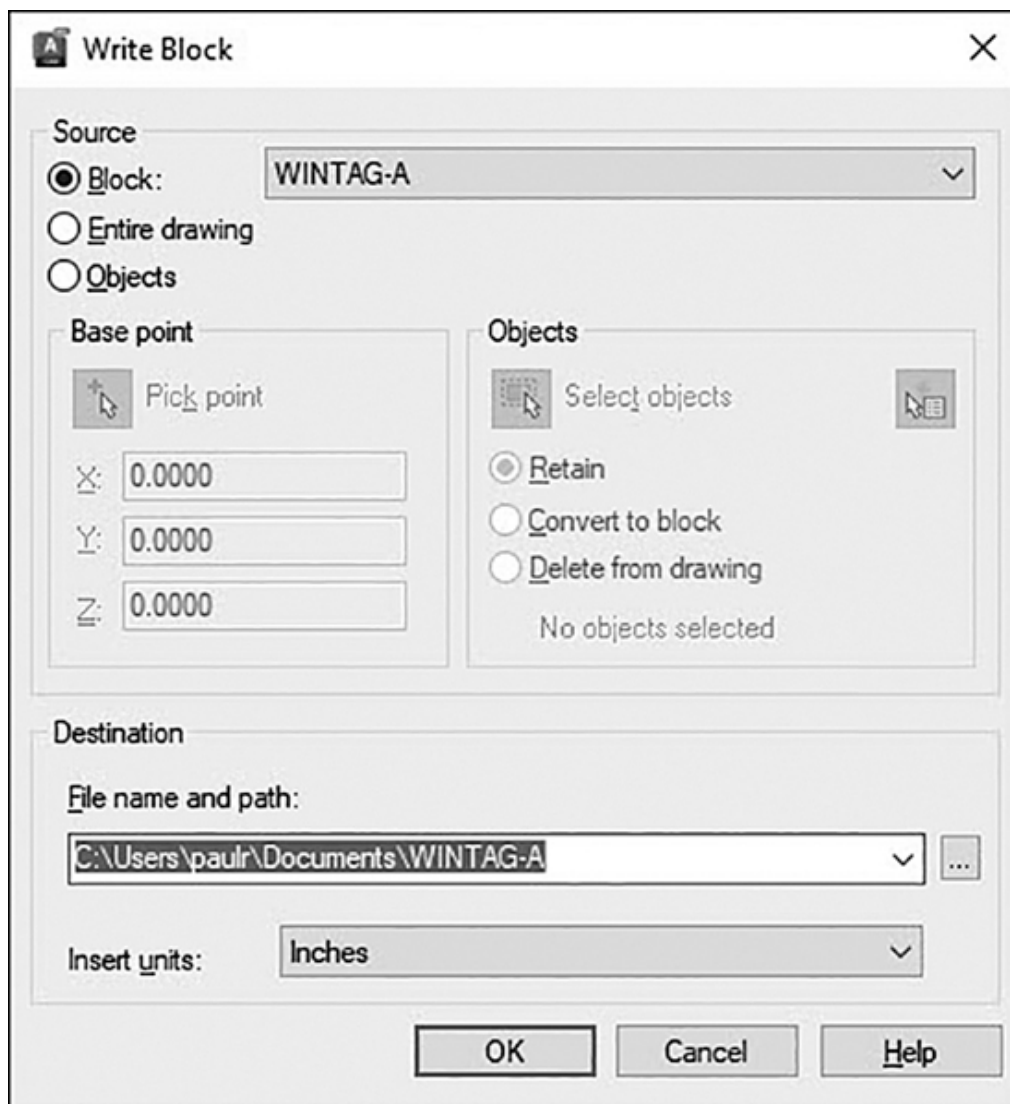 Write Block
Source
Block: WINTAG-A
Entire drawing
Objects
Base point
Pick point
X: 0.0000
Y: 0.0000
Z: 0.0000
Objects
Select objects
Retain
Convert to block
Delete from drawing
No objects selected
Destination
File name and path:
C:\Users\paulr\Documents\WINTAG-A
...
Insert units: Inches
OK Cancel Help